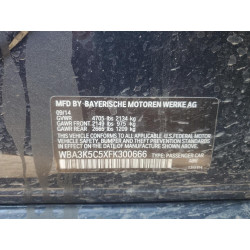 MFD BY BAYERISCHE MOTOREN WERKE AG
09/14
GVWR 4705 lbs 2134 kg
GAWR FRONT 2149 lbs 975 kg
GAWR REAR 2665 lbs 1209 kg
THIS VEHICLE CONFORMS TO ALL APPLICABLE
U.S. FEDERAL MOTOR VEHICLE SAFETY, BUMPER
AND THEFT PREVENTION STANDARDS IN EFFECT
ON THE DATE OF MANUFACTURE SHOWN ABOVE.
WBA3K5C5XFK300666 TYPE: PASSENGER CAR